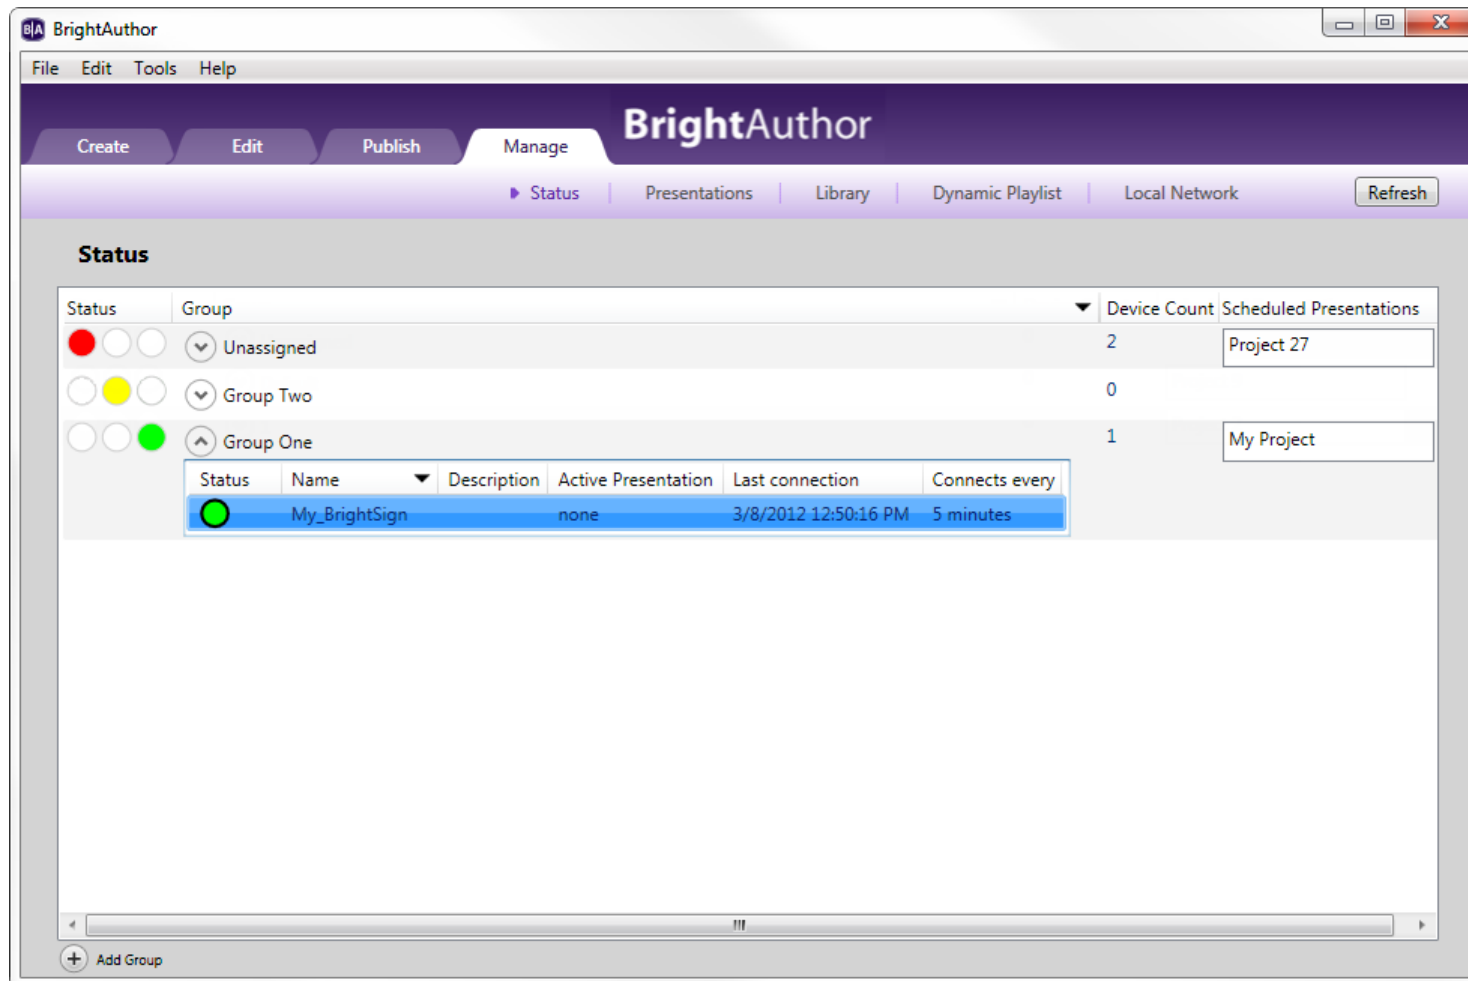 B|A BrightAuthor
File Edit Tools Help
Create Edit Publish Manage BrightAuthor
Status Presentations Library Dynamic Playlist Local Network Refresh
Status
Status Group Device Count Scheduled Presentations
Unassigned 2 Project 27
Group Two 0
Group One 1 My Project
Status Name Description Active Presentation Last connection Connects every
My_BrightSign none 3/8/2012 12:50:16 PM 5 minutes
Add Group